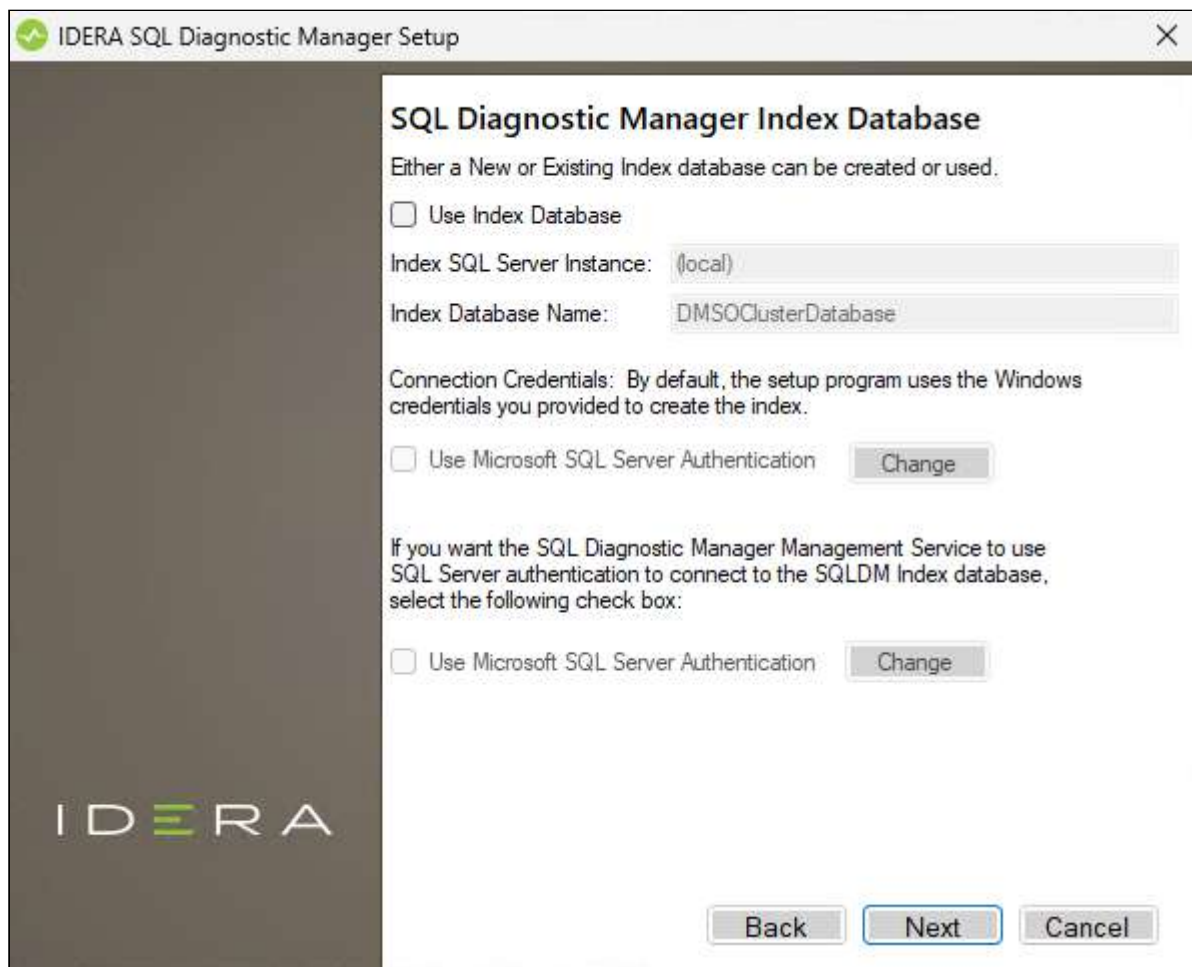 IDERA SQL Diagnostic Manager Setup
SQL Diagnostic Manager Index Database
Either a New or Existing Index database can be created or used.
Use Index Database
Index SQL Server Instance: (local)
Index Database Name: DMSOClusterDatabase
Connection Credentials: By default, the setup program uses the Windows
credentials you provided to create the index.
Use Microsoft SQL Server Authentication Change
If you want the SQL Diagnostic Manager Management Service to use
SQL Server authentication to connect to the SQLDM Index database,
select the following check box:
Use Microsoft SQL Server Authentication Change
IDERA
Back Next Cancel